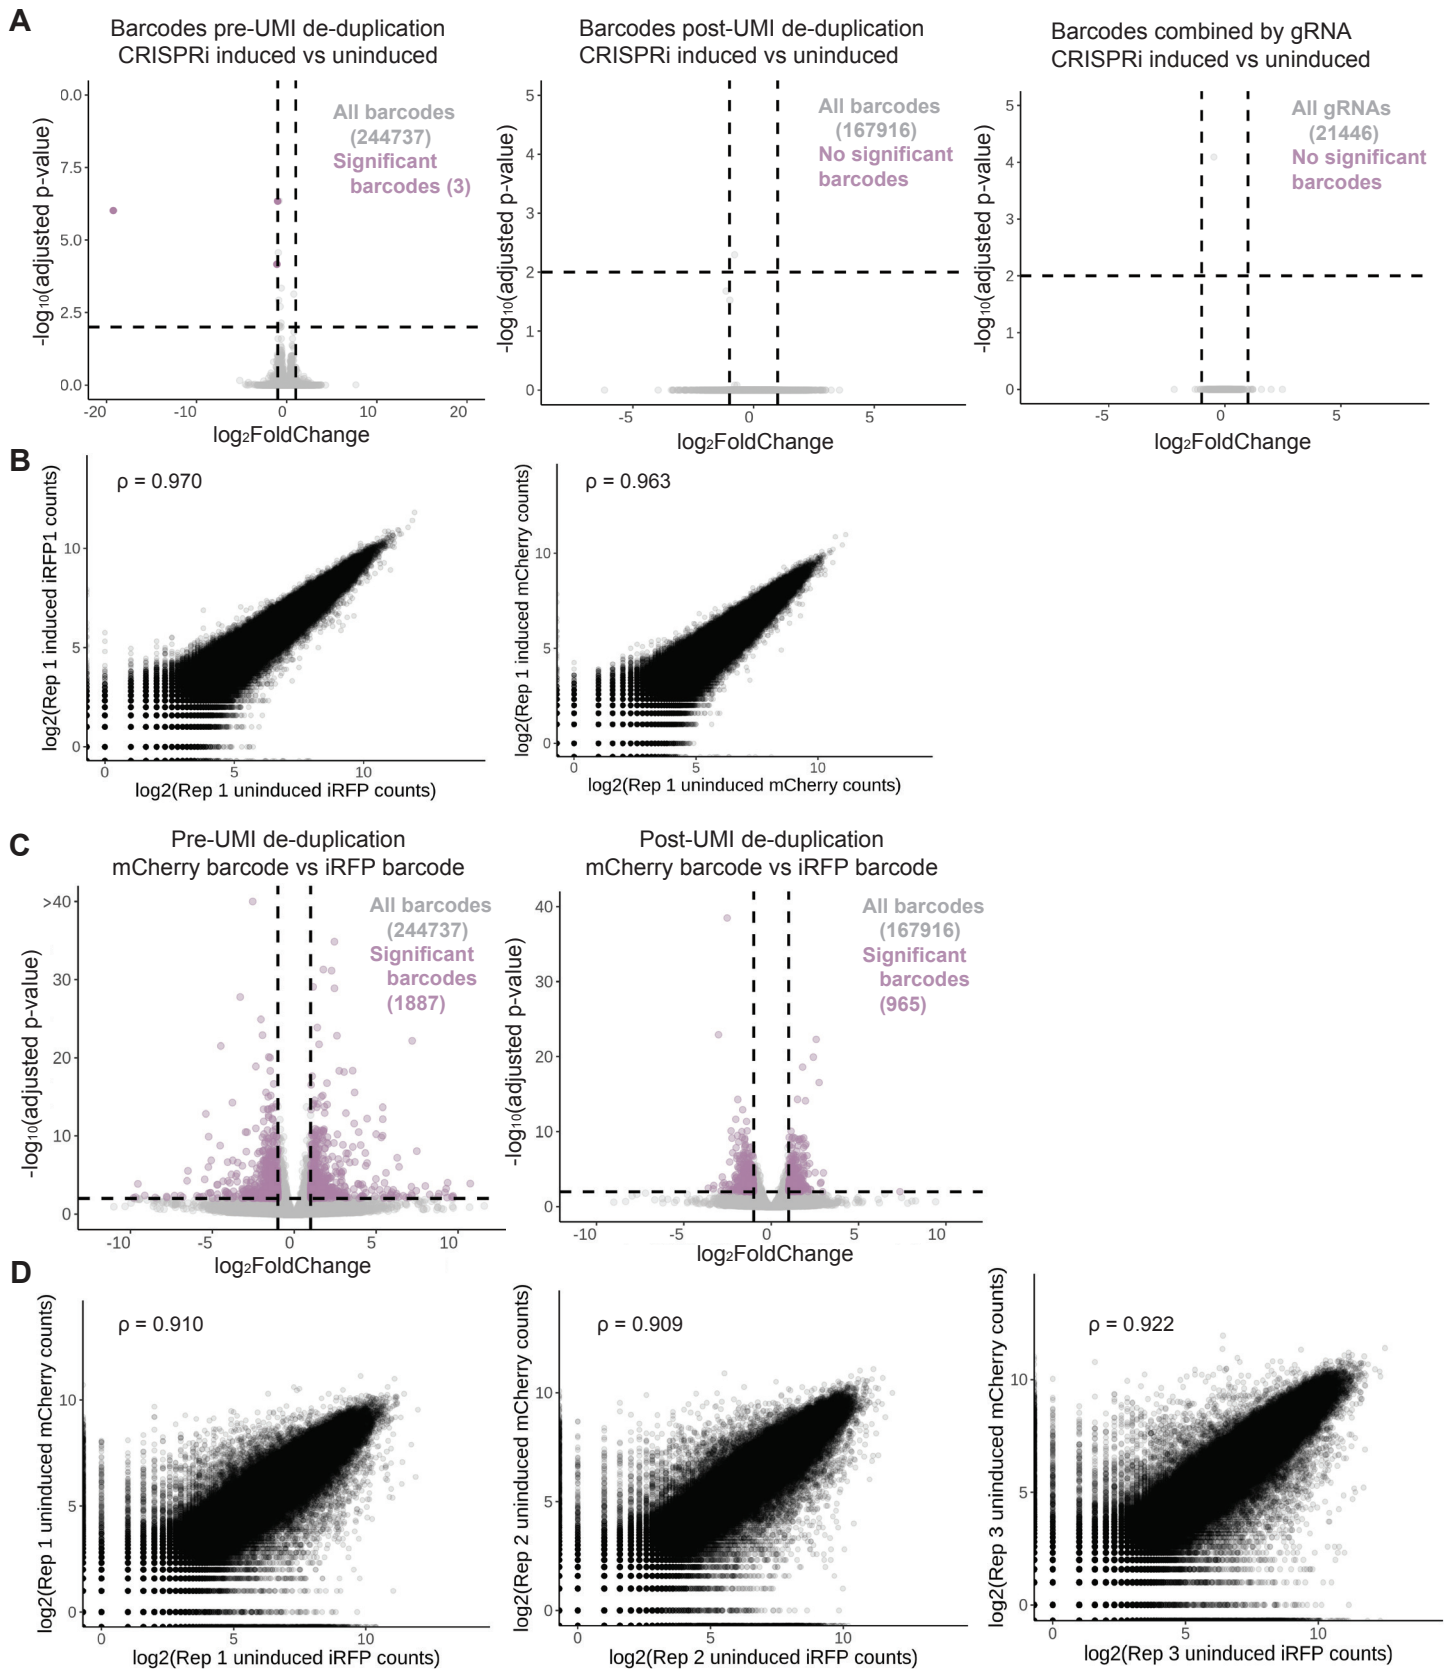 A
Barcodes pre-UMI de-duplication
CRISPRi induced vs uninduced
-log10(adjusted p-value)
0.0
7.5
5.0
2.5
0.0
All barcodes
(244737)
Significant
barcodes (3)
-20
-10
0
10
20
log2FoldChange
Barcodes post-UMI de-duplication
CRISPRi induced vs uninduced
-log10(adjusted p-value)
5
4
3
2
1
0
All barcodes
(167916)
No significant
barcodes
-5
0
5
log2FoldChange
Barcodes combined by gRNA
CRISPRi induced vs uninduced
-log10(adjusted p-value)
5
4
3
2
1
0
All gRNAs
(21446)
No significant
barcodes
-5
0
5
log2FoldChange
B
log2(Rep 1 induced iRFP1 counts)
ρ = 0.970
10
5
0
0
5
10
log2(Rep 1 uninduced iRFP counts)
log2(Rep 1 induced mCherry counts)
ρ = 0.963
10
5
0
0
5
10
log2(Rep 1 uninduced mCherry counts)
C
Pre-UMI de-duplication
mCherry barcode vs iRFP barcode
-log10(adjusted p-value)
>40
30
20
10
0
All barcodes
(244737)
Significant
barcodes
(1887)
-10
-5
0
5
10
log2FoldChange
Post-UMI de-duplication
mCherry barcode vs iRFP barcode
-log10(adjusted p-value)
40
30
20
10
0
All barcodes
(167916)
Significant
barcodes
(965)
-10
-5
0
5
10
log2FoldChange
D
log2(Rep 1 uninduced mCherry counts)
ρ = 0.910
10
5
0
0
5
10
log2(Rep 1 uninduced iRFP counts)
log2(Rep 2 uninduced mCherry counts)
ρ = 0.909
10
5
0
0
5
10
log2(Rep 2 uninduced iRFP counts)
log2(Rep 3 uninduced mCherry counts)
ρ = 0.922
10
5
0
0
5
10
log2(Rep 3 uninduced iRFP counts)